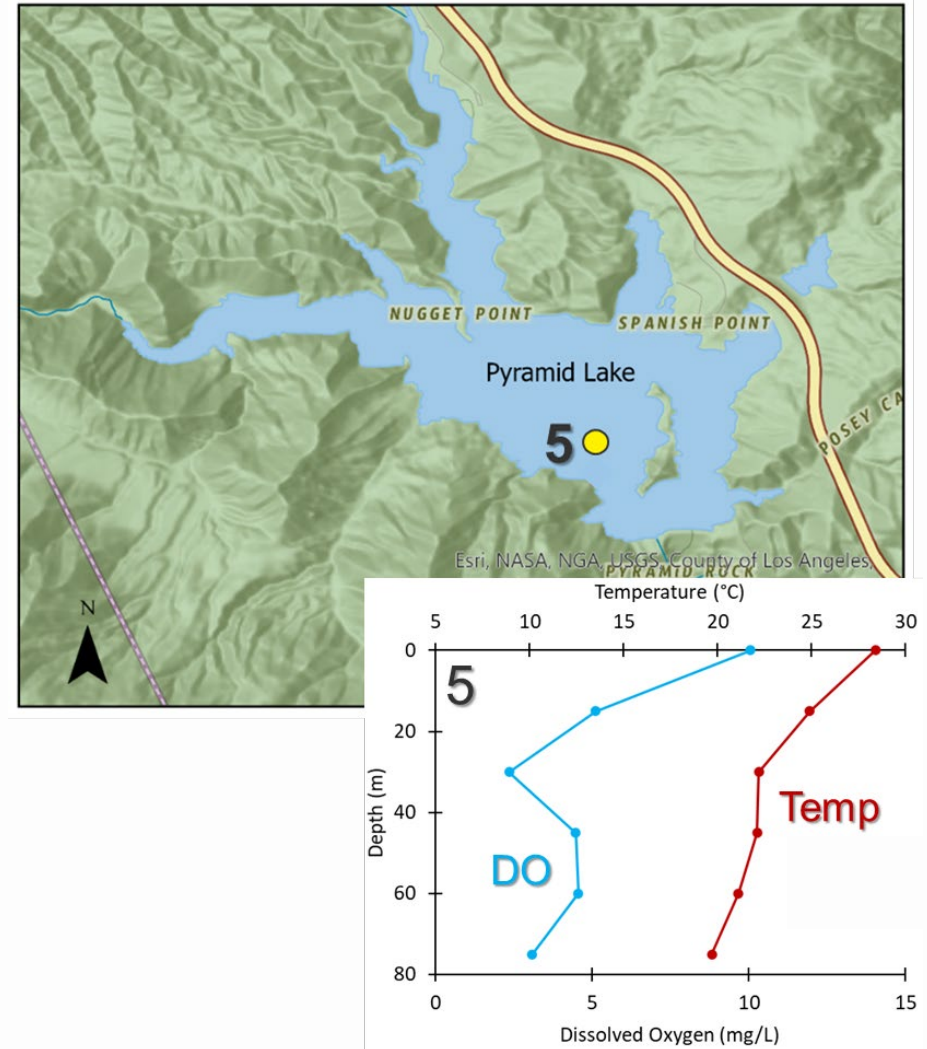 NUGGET POINT
SPANISH POINT
Pyramid Lake
5
POSEY CA
Esri, NASA, NGA, USGS, County of Los Angeles,
PYRAMID ROCK
N
Temperature (°C)
5 10 15 20 25 30
0
5
20
Depth (m)
40
Temp
DO
60
80
0 5 10 15
Dissolved Oxygen (mg/L)